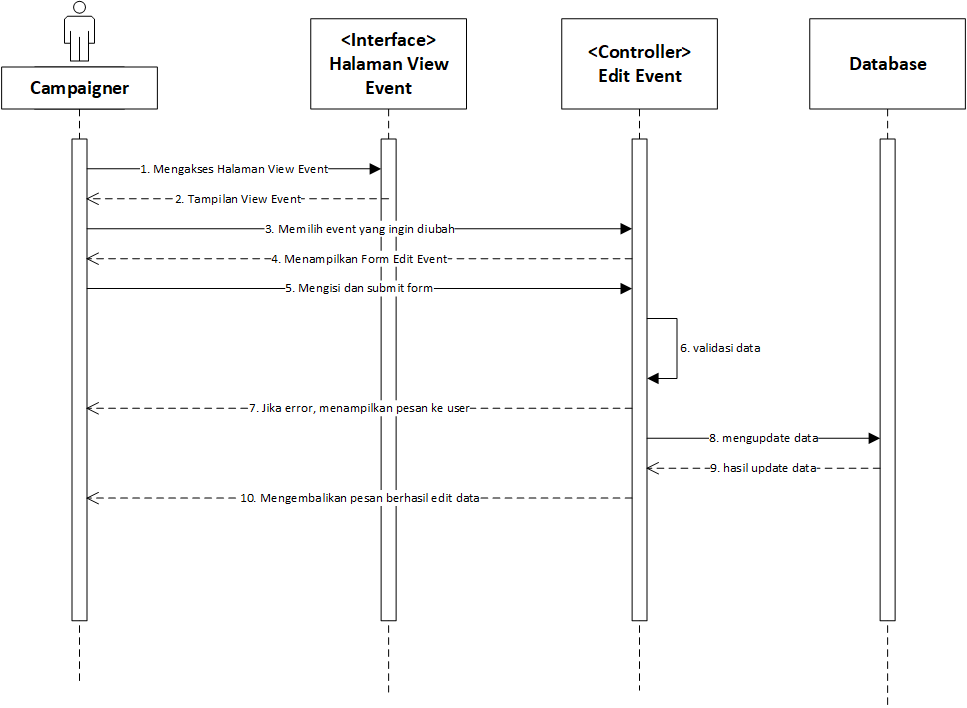 Campaigner
<Interface>
Halaman View
Event
<Controller>
Edit Event
Database
1. Mengakses Halaman View Event
2. Tampilan View Event
3. Memilih event yang ingin diubah
4. Menampilkan Form Edit Event
5. Mengisi dan submit form
6. validasi data
7. Jika error, menampilkan pesan ke user
8. mengupdate data
9. hasil update data
10. Mengembalikan pesan berhasil edit data